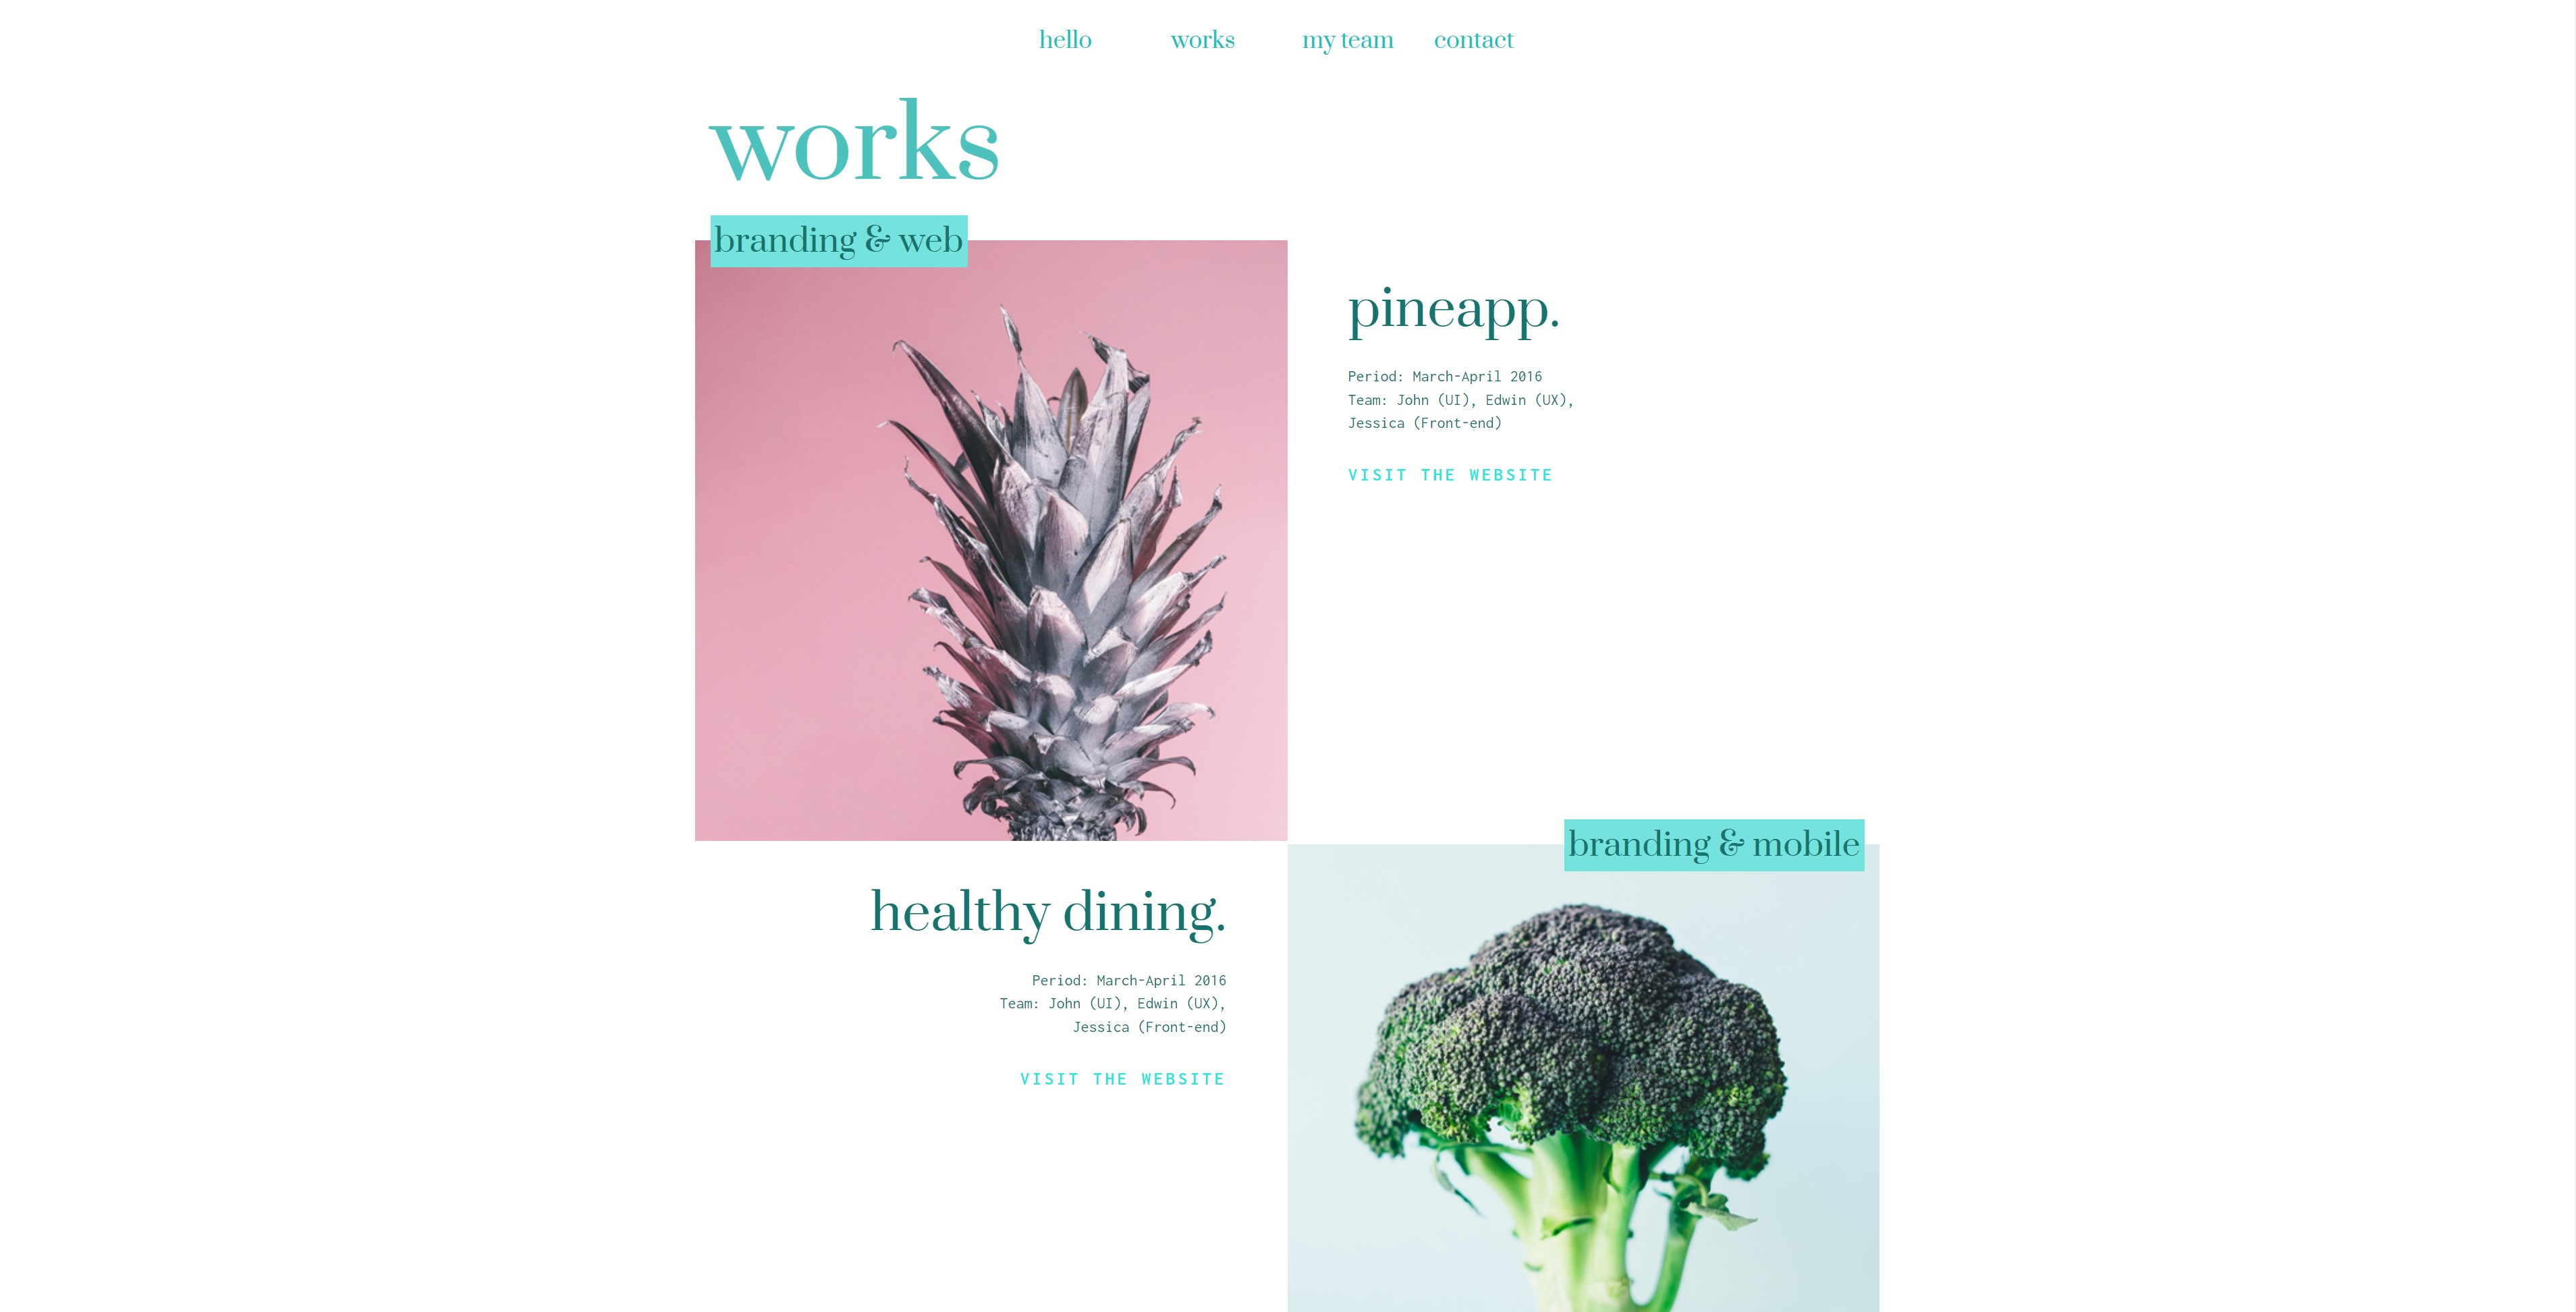 hello works my team contact
works
branding & web
pineapp.
Period: March-April 2016
Team: John (UI), Edwin (UX),
Jessica (Front-end)
VISIT THE WEBSITE
branding & mobile
healthy dining.
Period: March-April 2016
Team: John (UI), Edwin (UX),
Jessica (Front-end)
VISIT THE WEBSITE